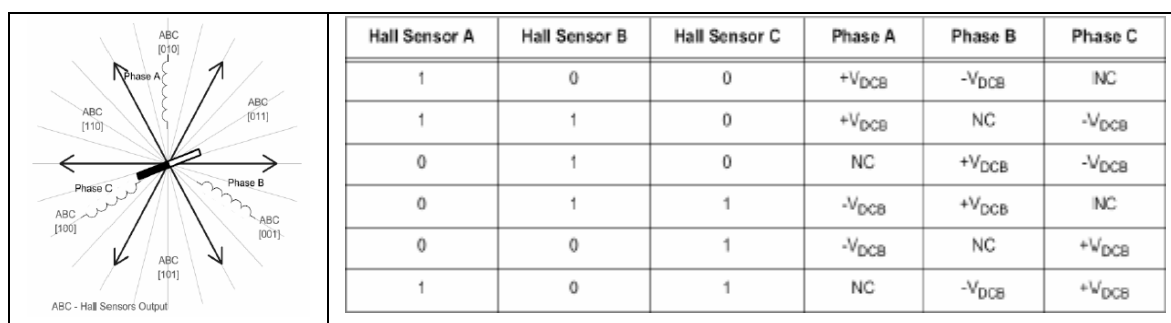 ABC
[010]
Phase A
ABC
[110]
ABC
[011]
Phase C
Phase B
ABC
[100]
ABC
[001]
ABC
[101]
ABC - Hall Sensors Output
Hall Sensor A Hall Sensor B Hall Sensor C Phase A Phase B Phase C
1 0 0 +VDCB -VDCB NC
1 1 0 +VDCB NC -VDCB
0 1 0 NC +VDCB -VDCB
0 1 1 -VDCB +VDCB NC
0 0 1 -VDCB NC +VDCB
1 0 1 NC -VDCB +VDCB